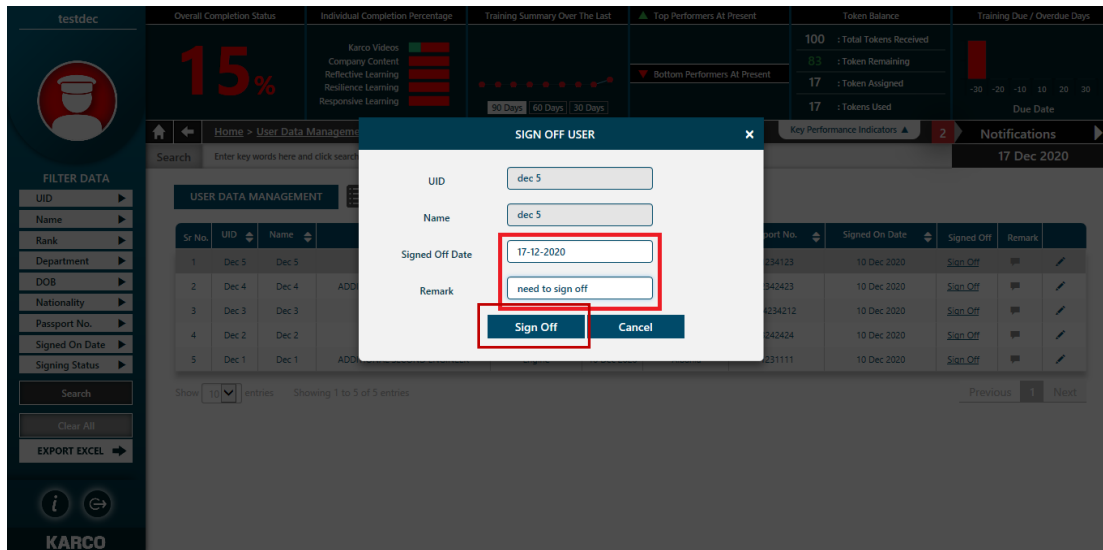 testdec
Overall Completion Status
Individual Completion Percentage
Training Summary Over The Last
Top Performers At Present
Token Balance
Training Due / Overdue Days
15%
Karco Videos
Company Content
Reflective Learning
Resilience Learning
Responsive Learning
90 Days 60 Days 30 Days
Bottom Performers At Present
100 : Total Tokens Received
83 : Token Remaining
17 : Token Assigned
17 : Tokens Used
-30 -20 -10 10 20 30
Due Date
Home > User Data Manageme
Key Performance Indicators
2 Notifications
Search Enter key words here and click search
17 Dec 2020
SIGN OFF USER x
UID dec 5
Name dec 5
Signed Off Date 17-12-2020
Remark need to sign off
Sign Off Cancel
FILTER DATA
UID
Name
Rank
Department
DOB
Nationality
Passport No.
Signed On Date
Signing Status
Search
Clear All
EXPORT EXCEL
i
KARCO
USER DATA MANAGEMENT
Sr No. UID Name port No. Signed On Date Signed Off Remark
1 Dec 5 Dec 5 234123 10 Dec 2020 Sign Off
2 Dec 4 Dec 4 ADDI 342423 10 Dec 2020 Sign Off
3 Dec 3 Dec 3 4234212 10 Dec 2020 Sign Off
4 Dec 2 Dec 2 242424 10 Dec 2020 Sign Off
5 Dec 1 Dec 1 231111 10 Dec 2020 Sign Off
Show 10 entries Showing 1 to 5 of 5 entries
Previous 1 Next